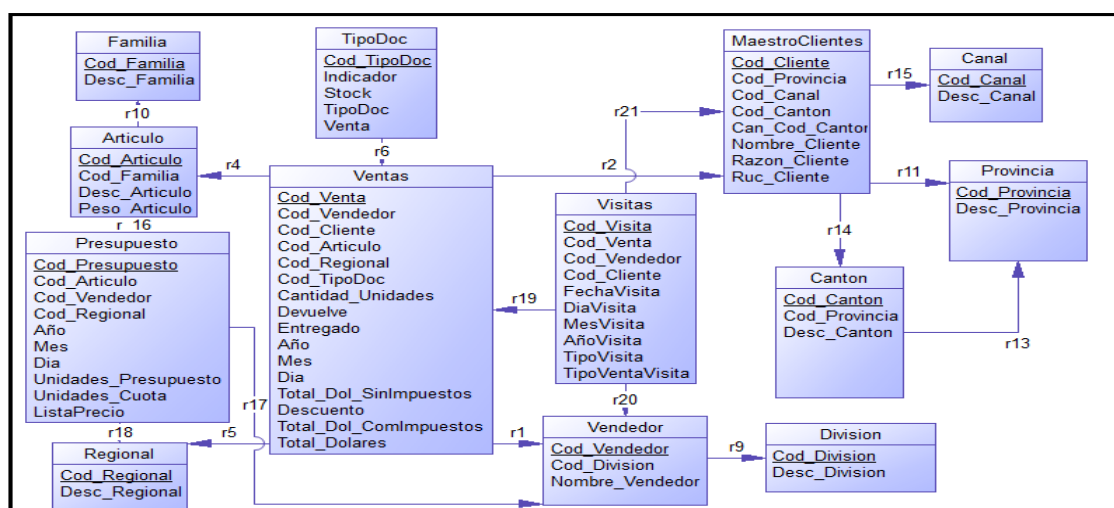 Familia
Cod_Familia
Desc_Familia
r10
Articulo
Cod_Articulo
Cod_Familia
Desc_Articulo
Peso_Articulo
r_16
Presupuesto
Cod_Presupuesto
Cod_Articulo
Cod_Vendedor
Cod_Regional
Año
Mes
Dia
Unidades_Presupuesto
Unidades_Cuota
ListaPrecio
r18
Regional
Cod_Regional
Desc_Regional
TipoDoc
Cod_TipoDoc
Indicador
Stock
TipoDoc
Venta
r6
r4
Ventas
Cod_Venta
Cod_Vendedor
Cod_Cliente
Cod_Articulo
Cod_Regional
Cod_TipoDoc
Cantidad_Unidades
Devuelve
Entregado
Año
Mes
Dia
Total_Dol_SinImpuestos
Descuento
Total_Dol_ComImpuestos
Total_Dolares
r17
r5
r1
r2
r21
r19
Visitas
Cod_Visita
Cod_Venta
Cod_Vendedor
Cod_Cliente
FechaVisita
DiaVisita
MesVisita
AñoVisita
TipoVisita
TipoVentaVisita
r20
Vendedor
Cod_Vendedor
Cod_Division
Nombre_Vendedor
r9
Division
Cod_Division
Desc_Division
MaestroClientes
Cod_Cliente
Cod_Provincia
Cod_Canal
Cod_Canton
Can_Cod_Canton
Nombre_Cliente
Razon_Cliente
Ruc_Cliente
r15
Canal
Cod_Canal
Desc_Canal
r11
Provincia
Cod_Provincia
Desc_Provincia
r14
Canton
Cod_Canton
Cod_Provincia
Desc_Canton
r13